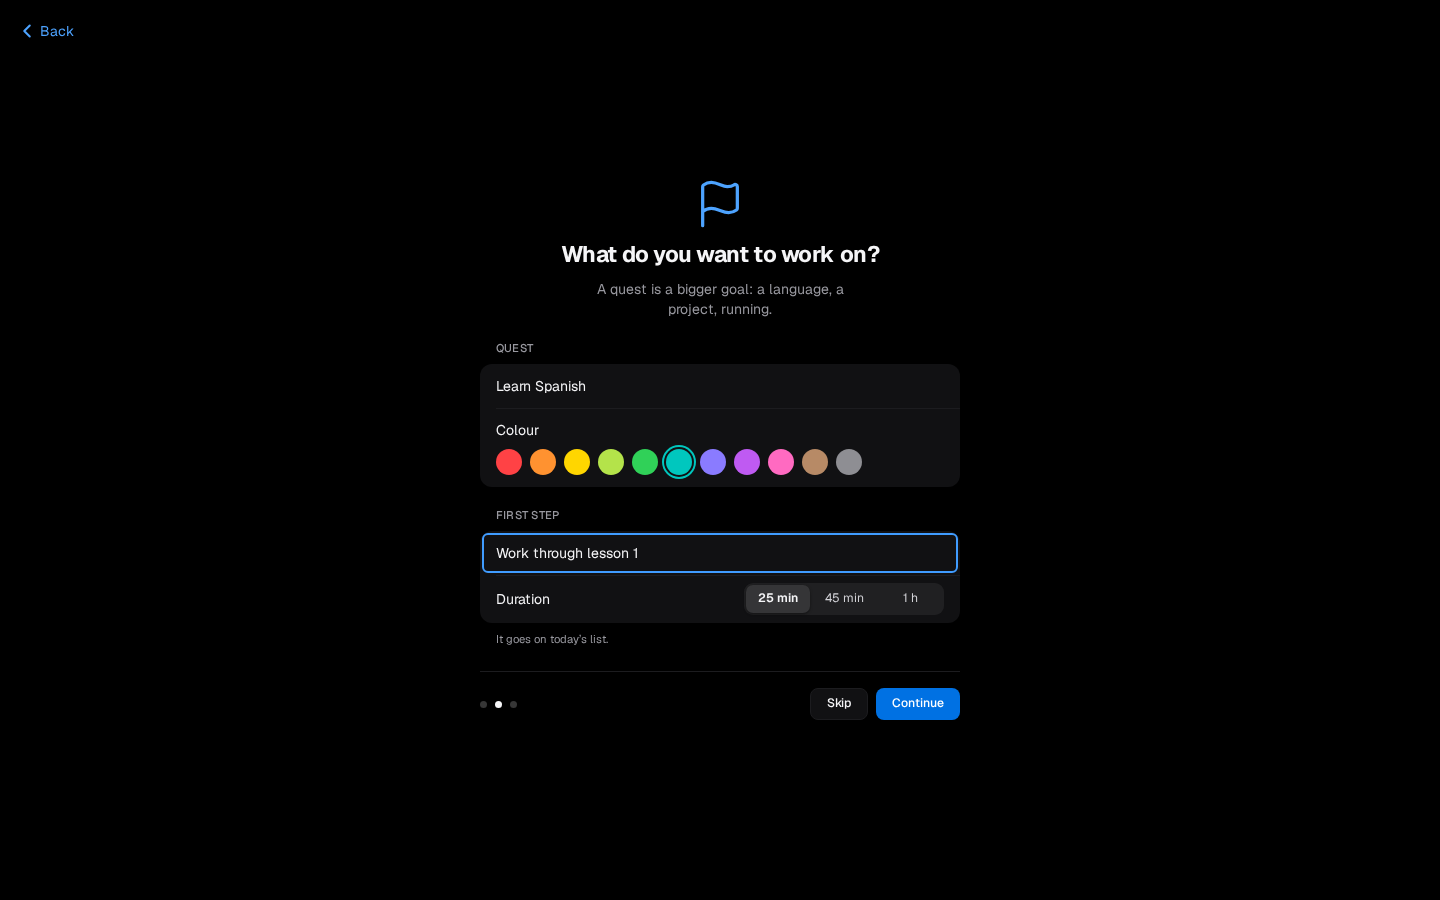 Back
What do you want to work on?
A quest is a bigger goal: a language, a
project, running.
QUEST
Learn Spanish
Colour
FIRST STEP
Work through lesson 1
Duration 25 min 45 min 1 h
It goes on today's list.
Skip Continue